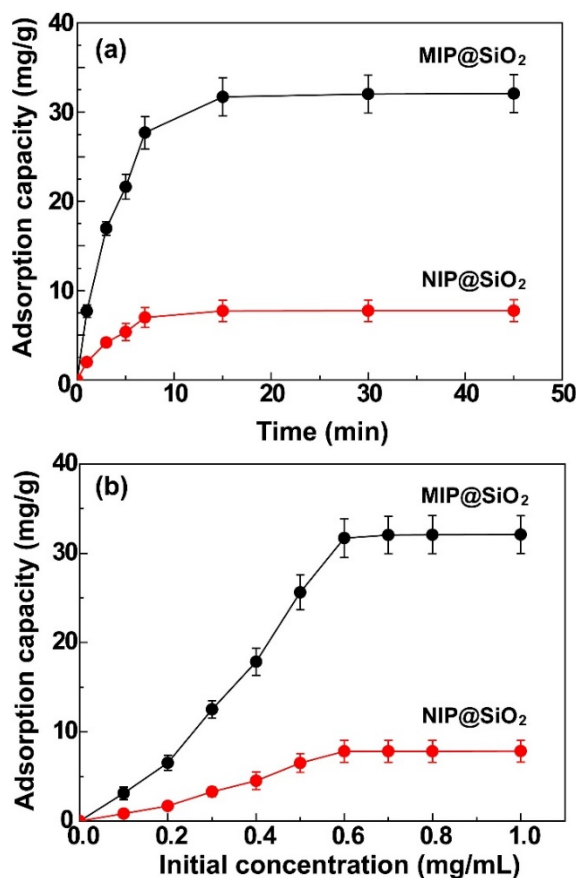 (a)
MIP@SiO₂
NIP@SiO₂
Adsorption capacity (mg/g)
40
30
20
10
0
0 10 20 30 40 50
Time (min)
(b)
MIP@SiO₂
NIP@SiO₂
Adsorption capacity (mg/g)
40
30
20
10
0
0.0 0.2 0.4 0.6 0.8 1.0
Initial concentration (mg/mL)